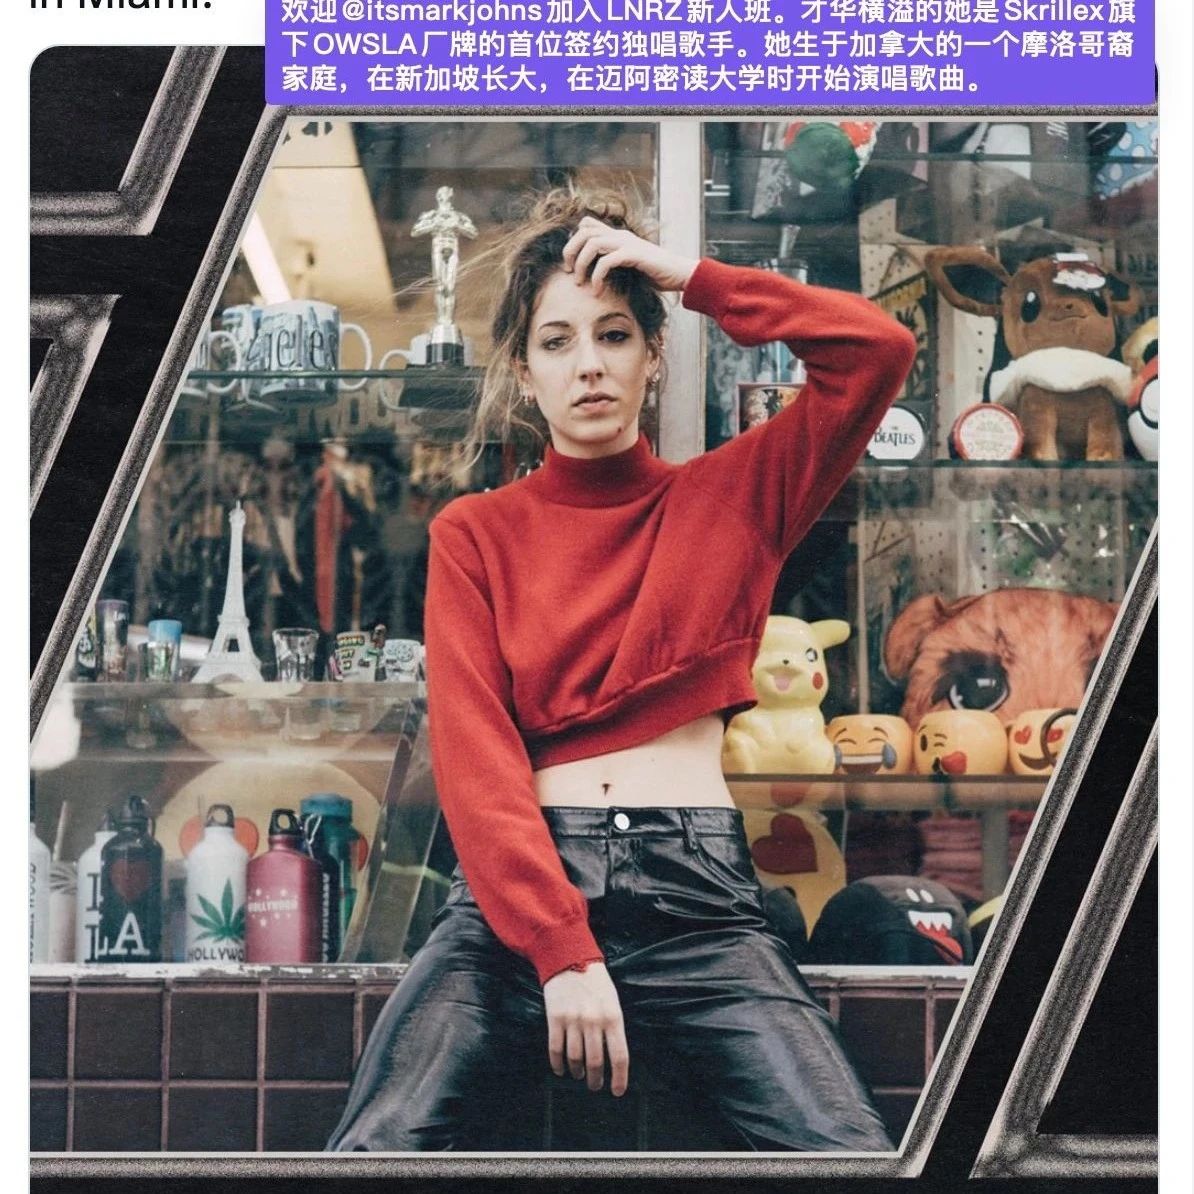 in Miami.
欢迎@itsmarkjohns加入LNRZ新人班。才华横溢的她是Skrillex旗
下OWSLA厂牌的首位签约独唱歌手。她生于加拿大的一个摩洛哥裔
家庭，在新加坡长大，在迈阿密读大学时开始演唱歌曲。
THE
BEATLES
LA
HOLLYWO
HOLLYWOOD